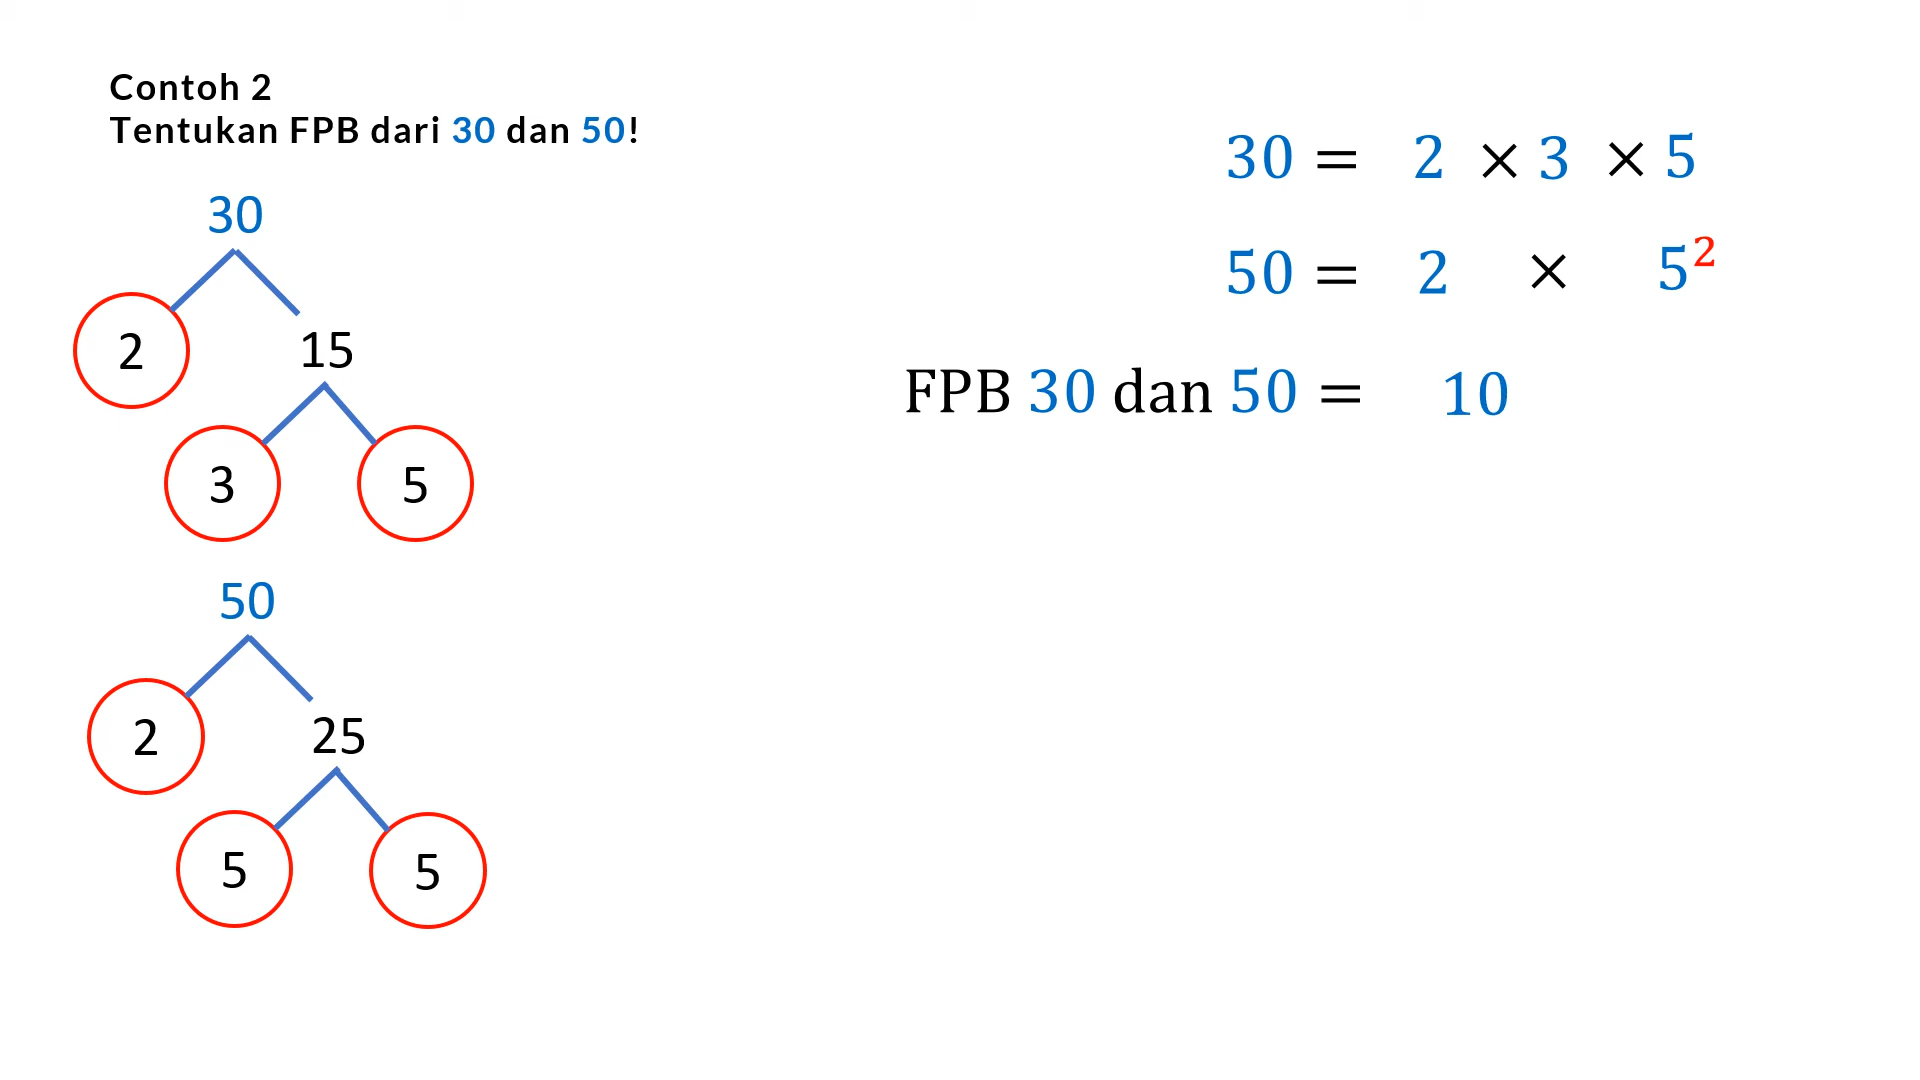 Contoh 2
Tentukan FPB dari 30 dan 50!
30
2
15
3
5
50
2
25
5
5
30 = 2 × 3 × 5
50 = 2 × 5²
FPB 30 dan 50 = 10